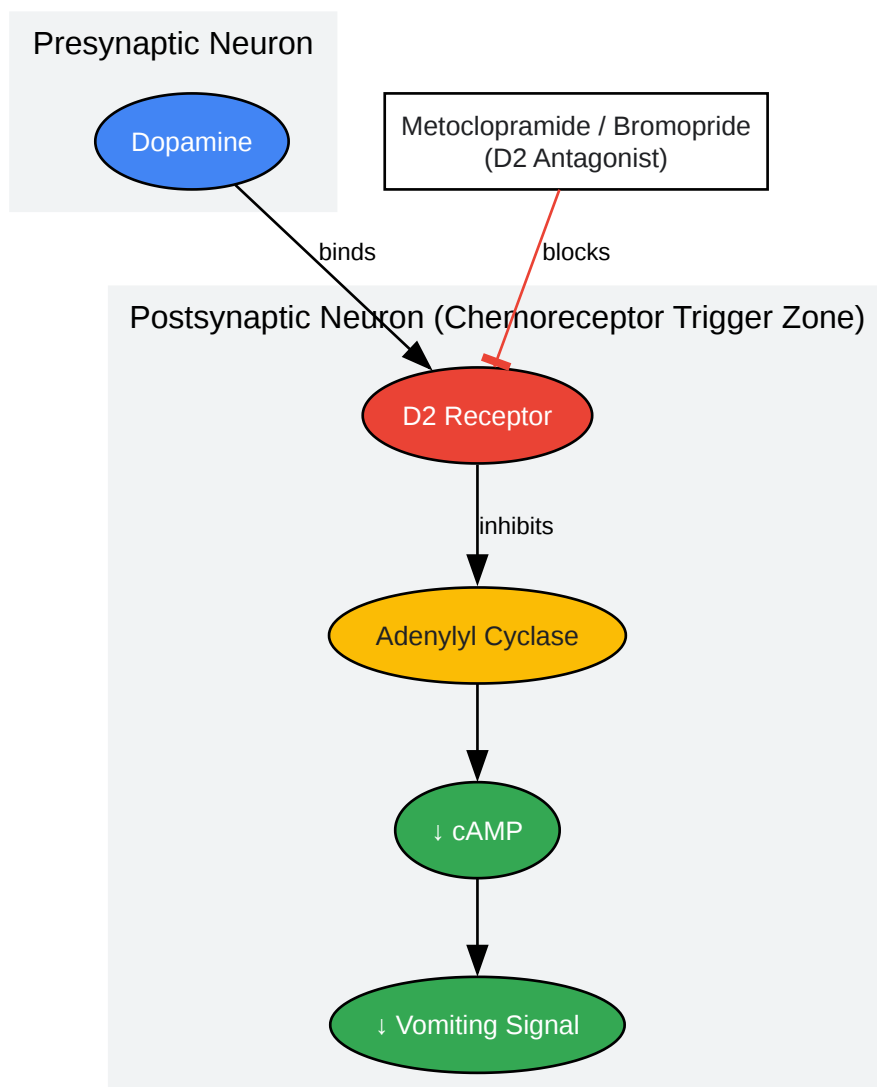 Presynaptic Neuron
Dopamine
Metoclopramide / Bromopride
(D2 Antagonist)
binds
blocks
Postsynaptic Neuron (Chemoreceptor Trigger Zone)
D2 Receptor
inhibits
Adenylyl Cyclase
↓ cAMP
↓ Vomiting Signal